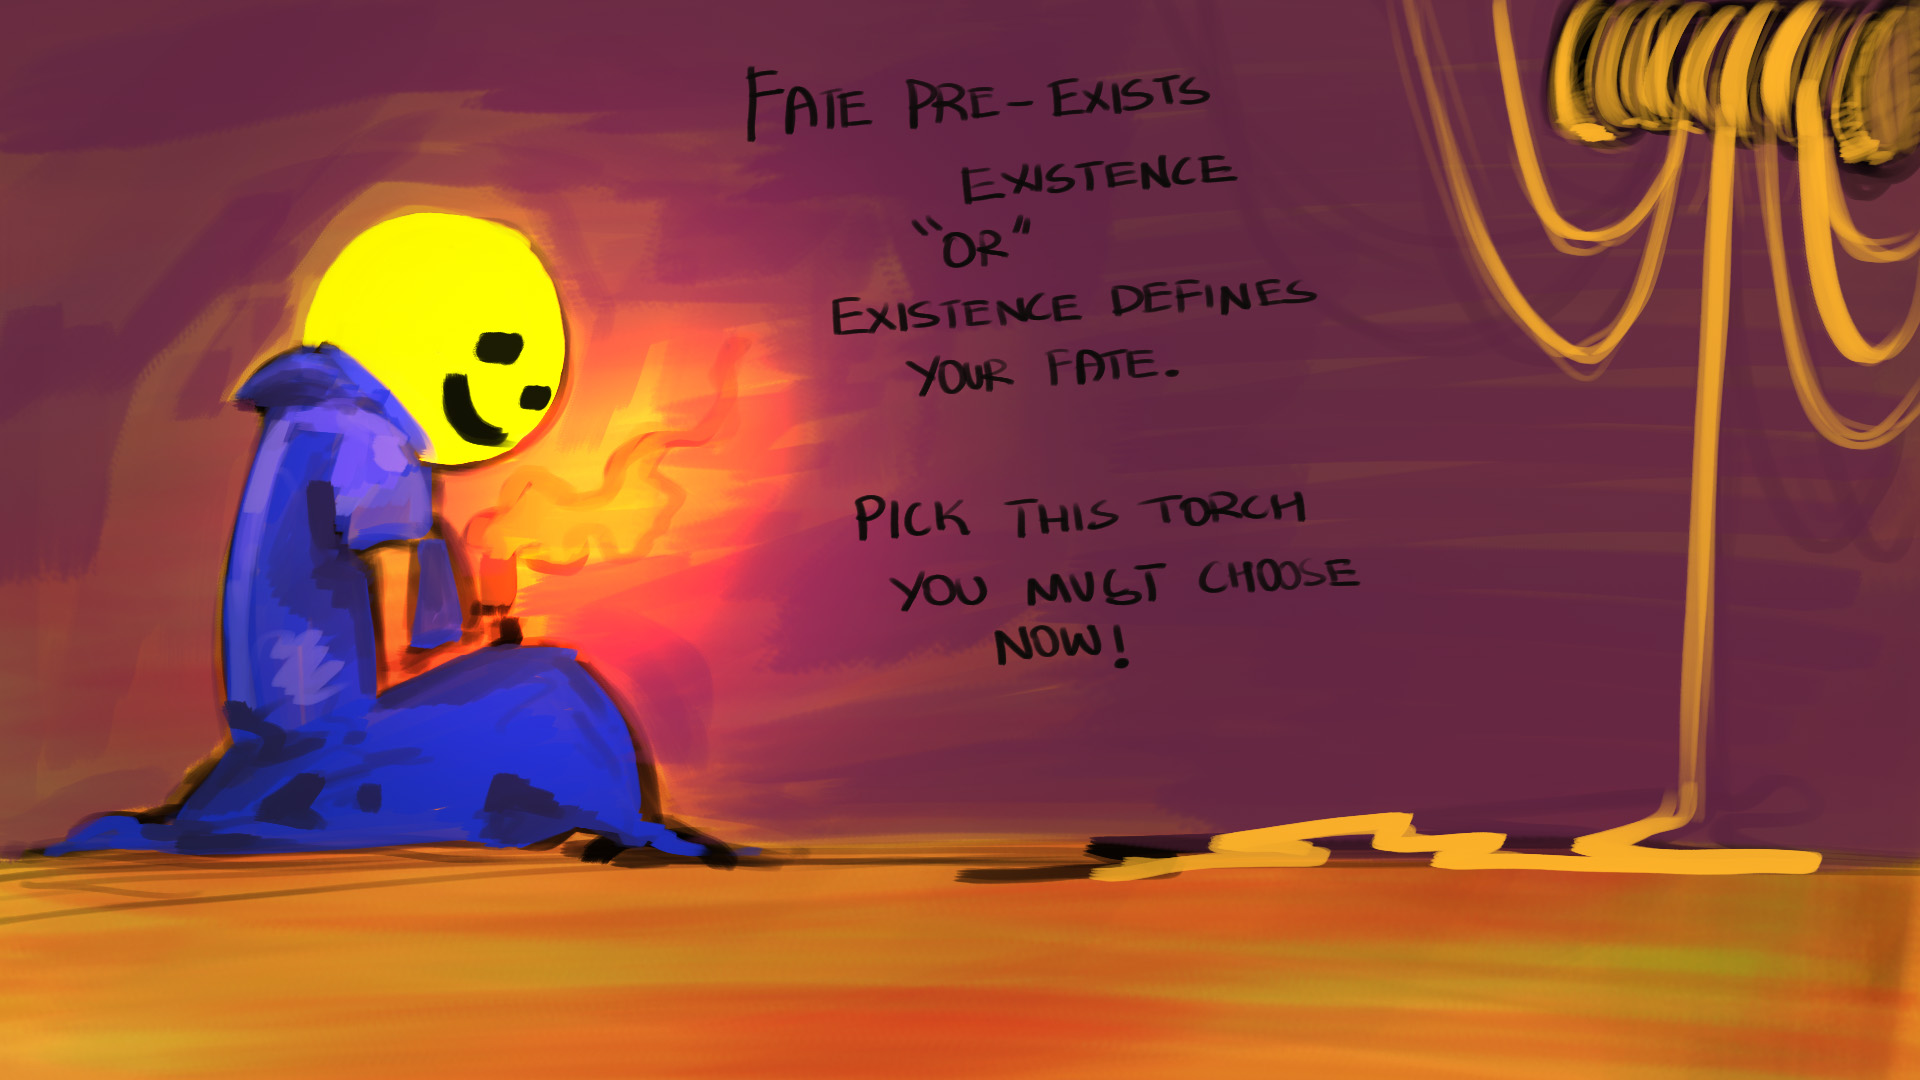 FATE PRE-EXISTS
EXISTENCE
"OR"
EXISTENCE DEFINES
YOUR FATE.
PICK THIS TORCH
YOU MUST CHOOSE
NOW!